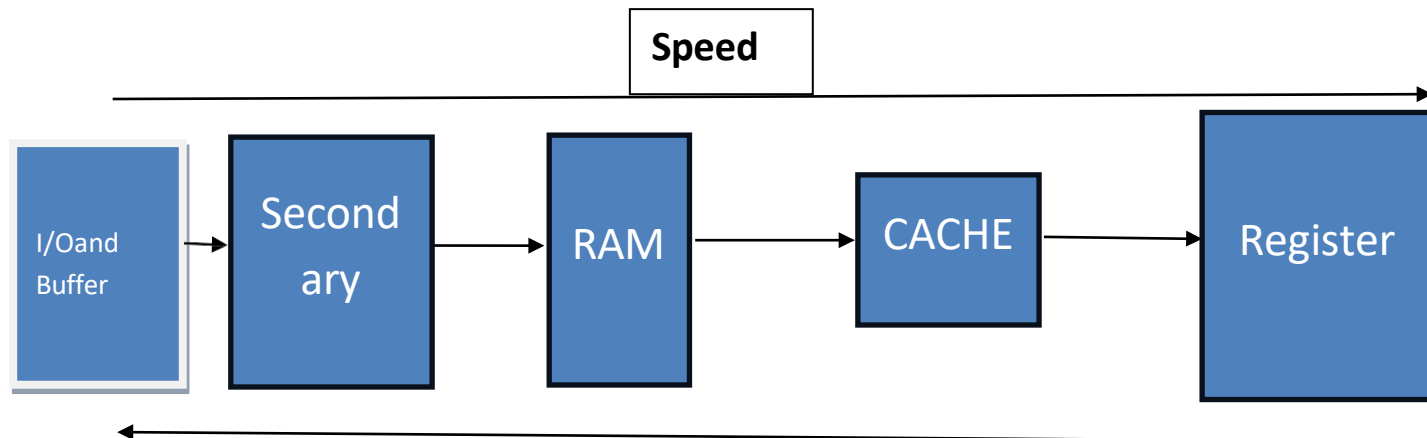 Speed
I/Oand
Buffer
Second
ary
RAM
CACHE
Register